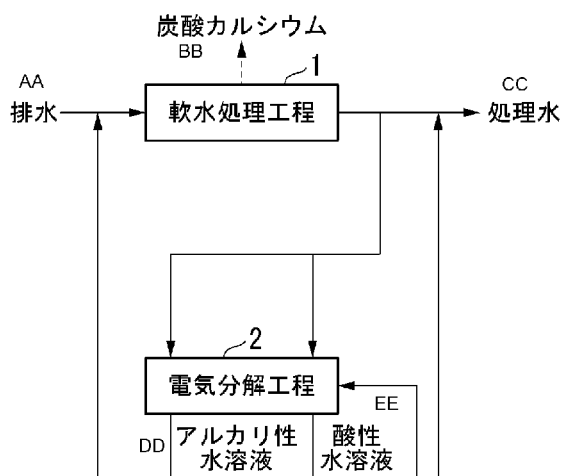 炭酸カルシウム
BB
1
AA
CC
排水
軟水処理工程
処理水
2
電気分解工程
EE
DD
アルカリ性
水溶液
酸性
水溶液